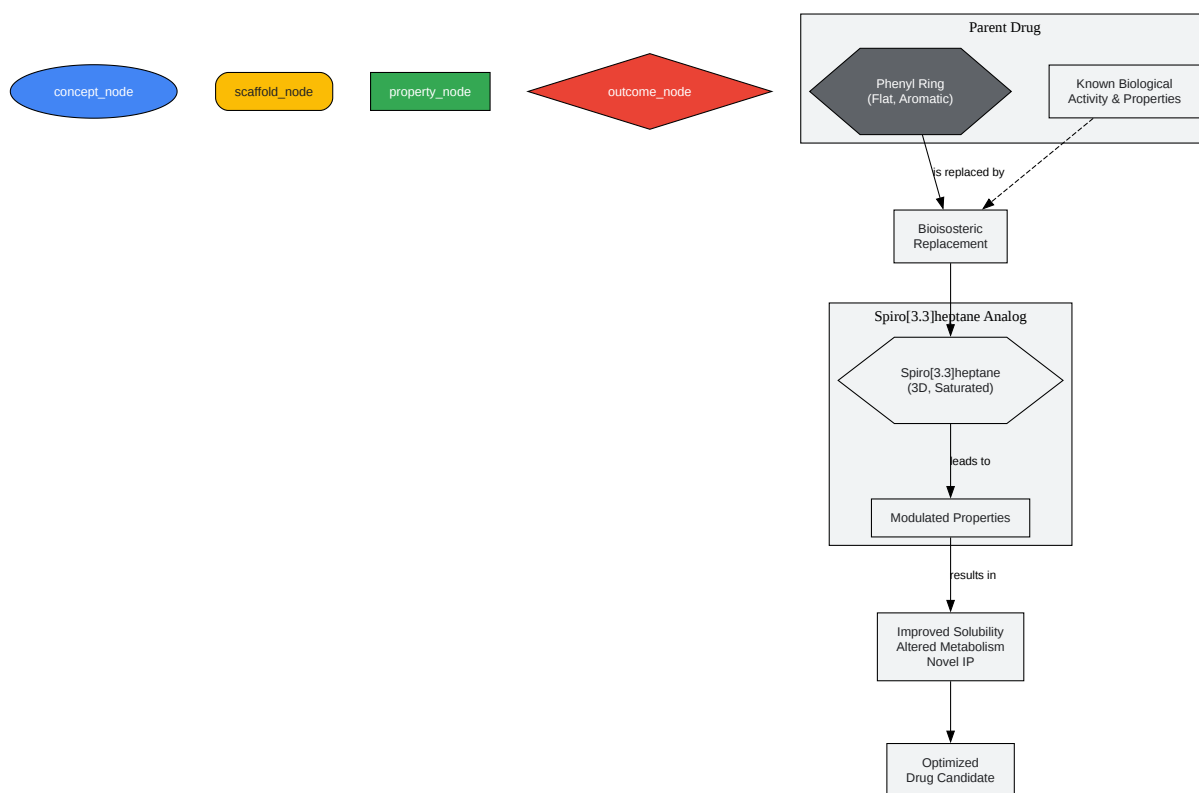 Parent Drug
concept_node
scaffold_node
property_node
outcome_node
Phenyl Ring
(Flat, Aromatic)
Known Biological
Activity & Properties
is replaced by
Bioisosteric
Replacement
Spiro[3.3]heptane Analog
Spiro[3.3]heptane
(3D, Saturated)
leads to
Modulated Properties
results in
Improved Solubility
Altered Metabolism
Novel IP
Optimized
Drug Candidate